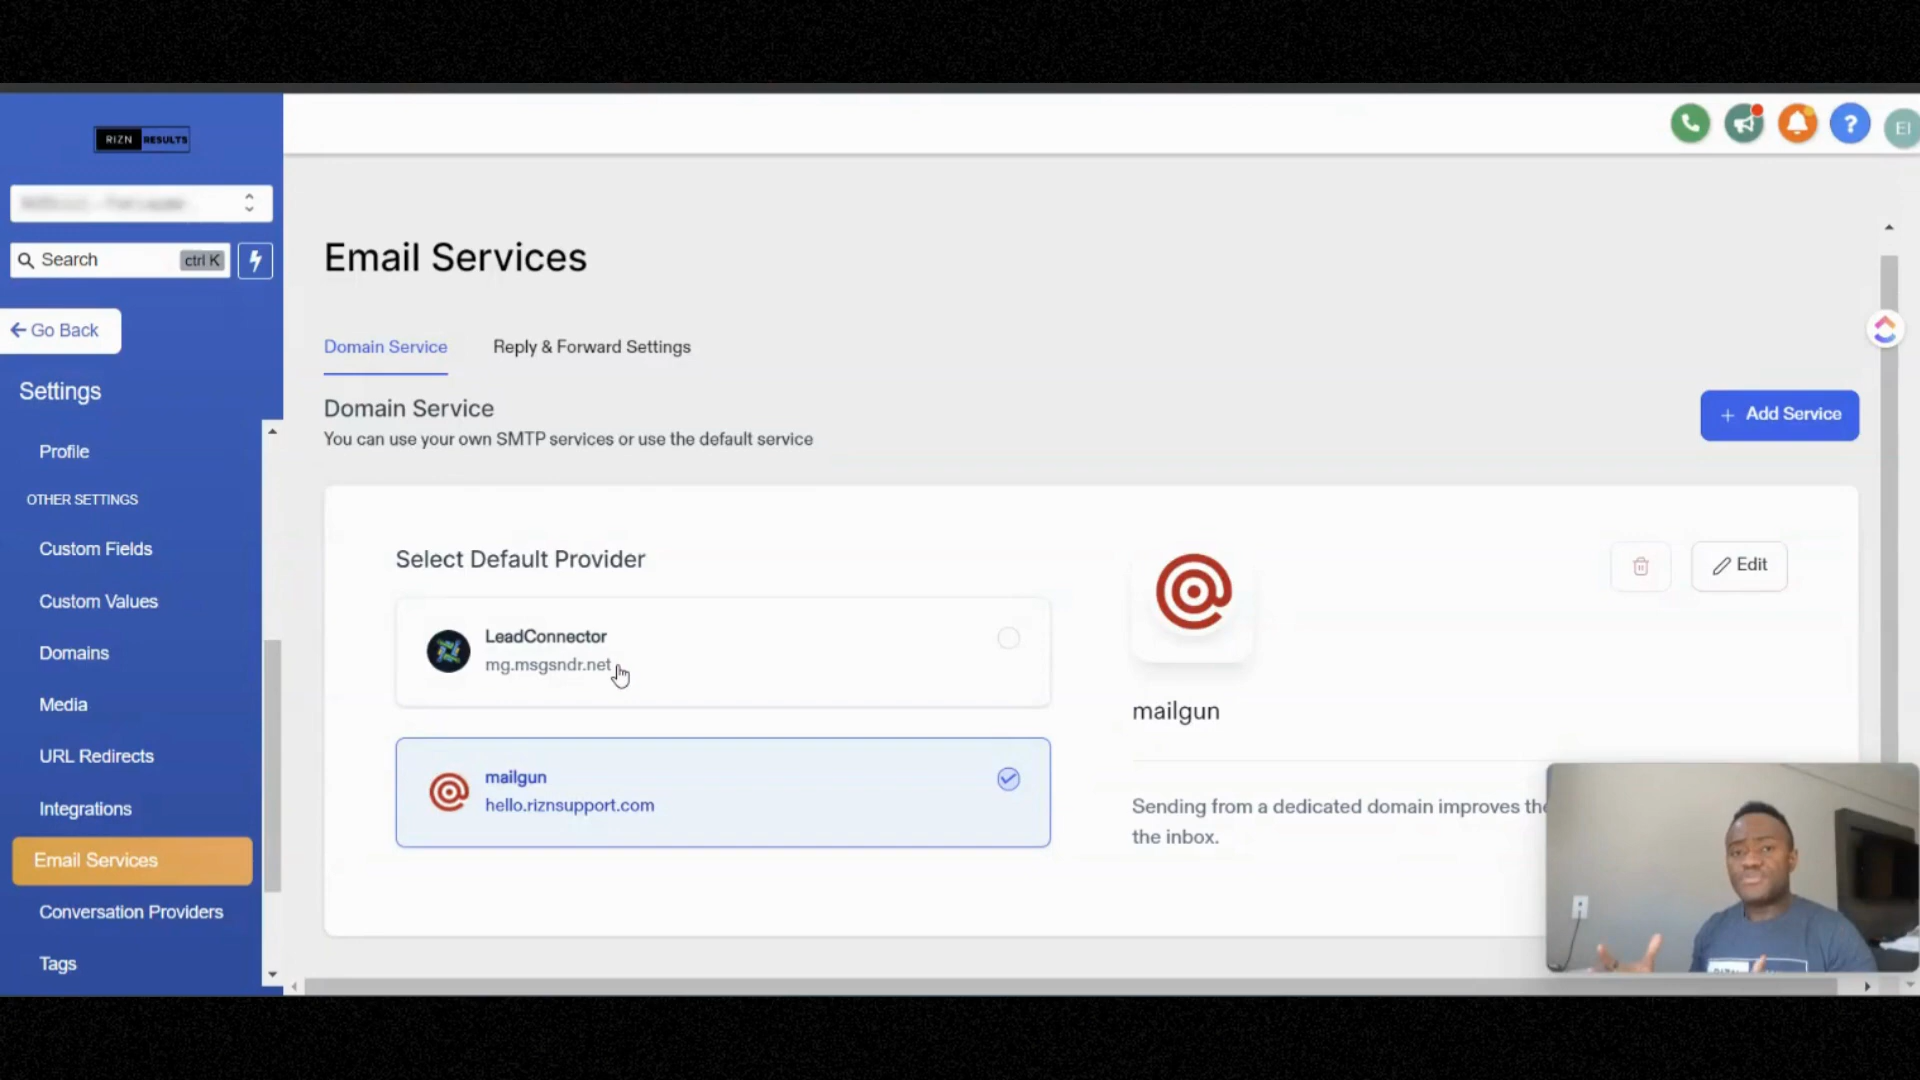 RIZN RESULTS
Search
ctrl K
Go Back
Settings
Profile
OTHER SETTINGS
Custom Fields
Custom Values
Domains
Media
URL Redirects
Integrations
Email Services
Conversation Providers
Tags
?
EI
Email Services
Domain Service
Reply & Forward Settings
Domain Service
You can use your own SMTP services or use the default service
+ Add Service
Select Default Provider
LeadConnector
mg.msgsndr.net
mailgun
hello.riznsupport.com
Edit
mailgun
Sending from a dedicated domain improves the
the inbox.